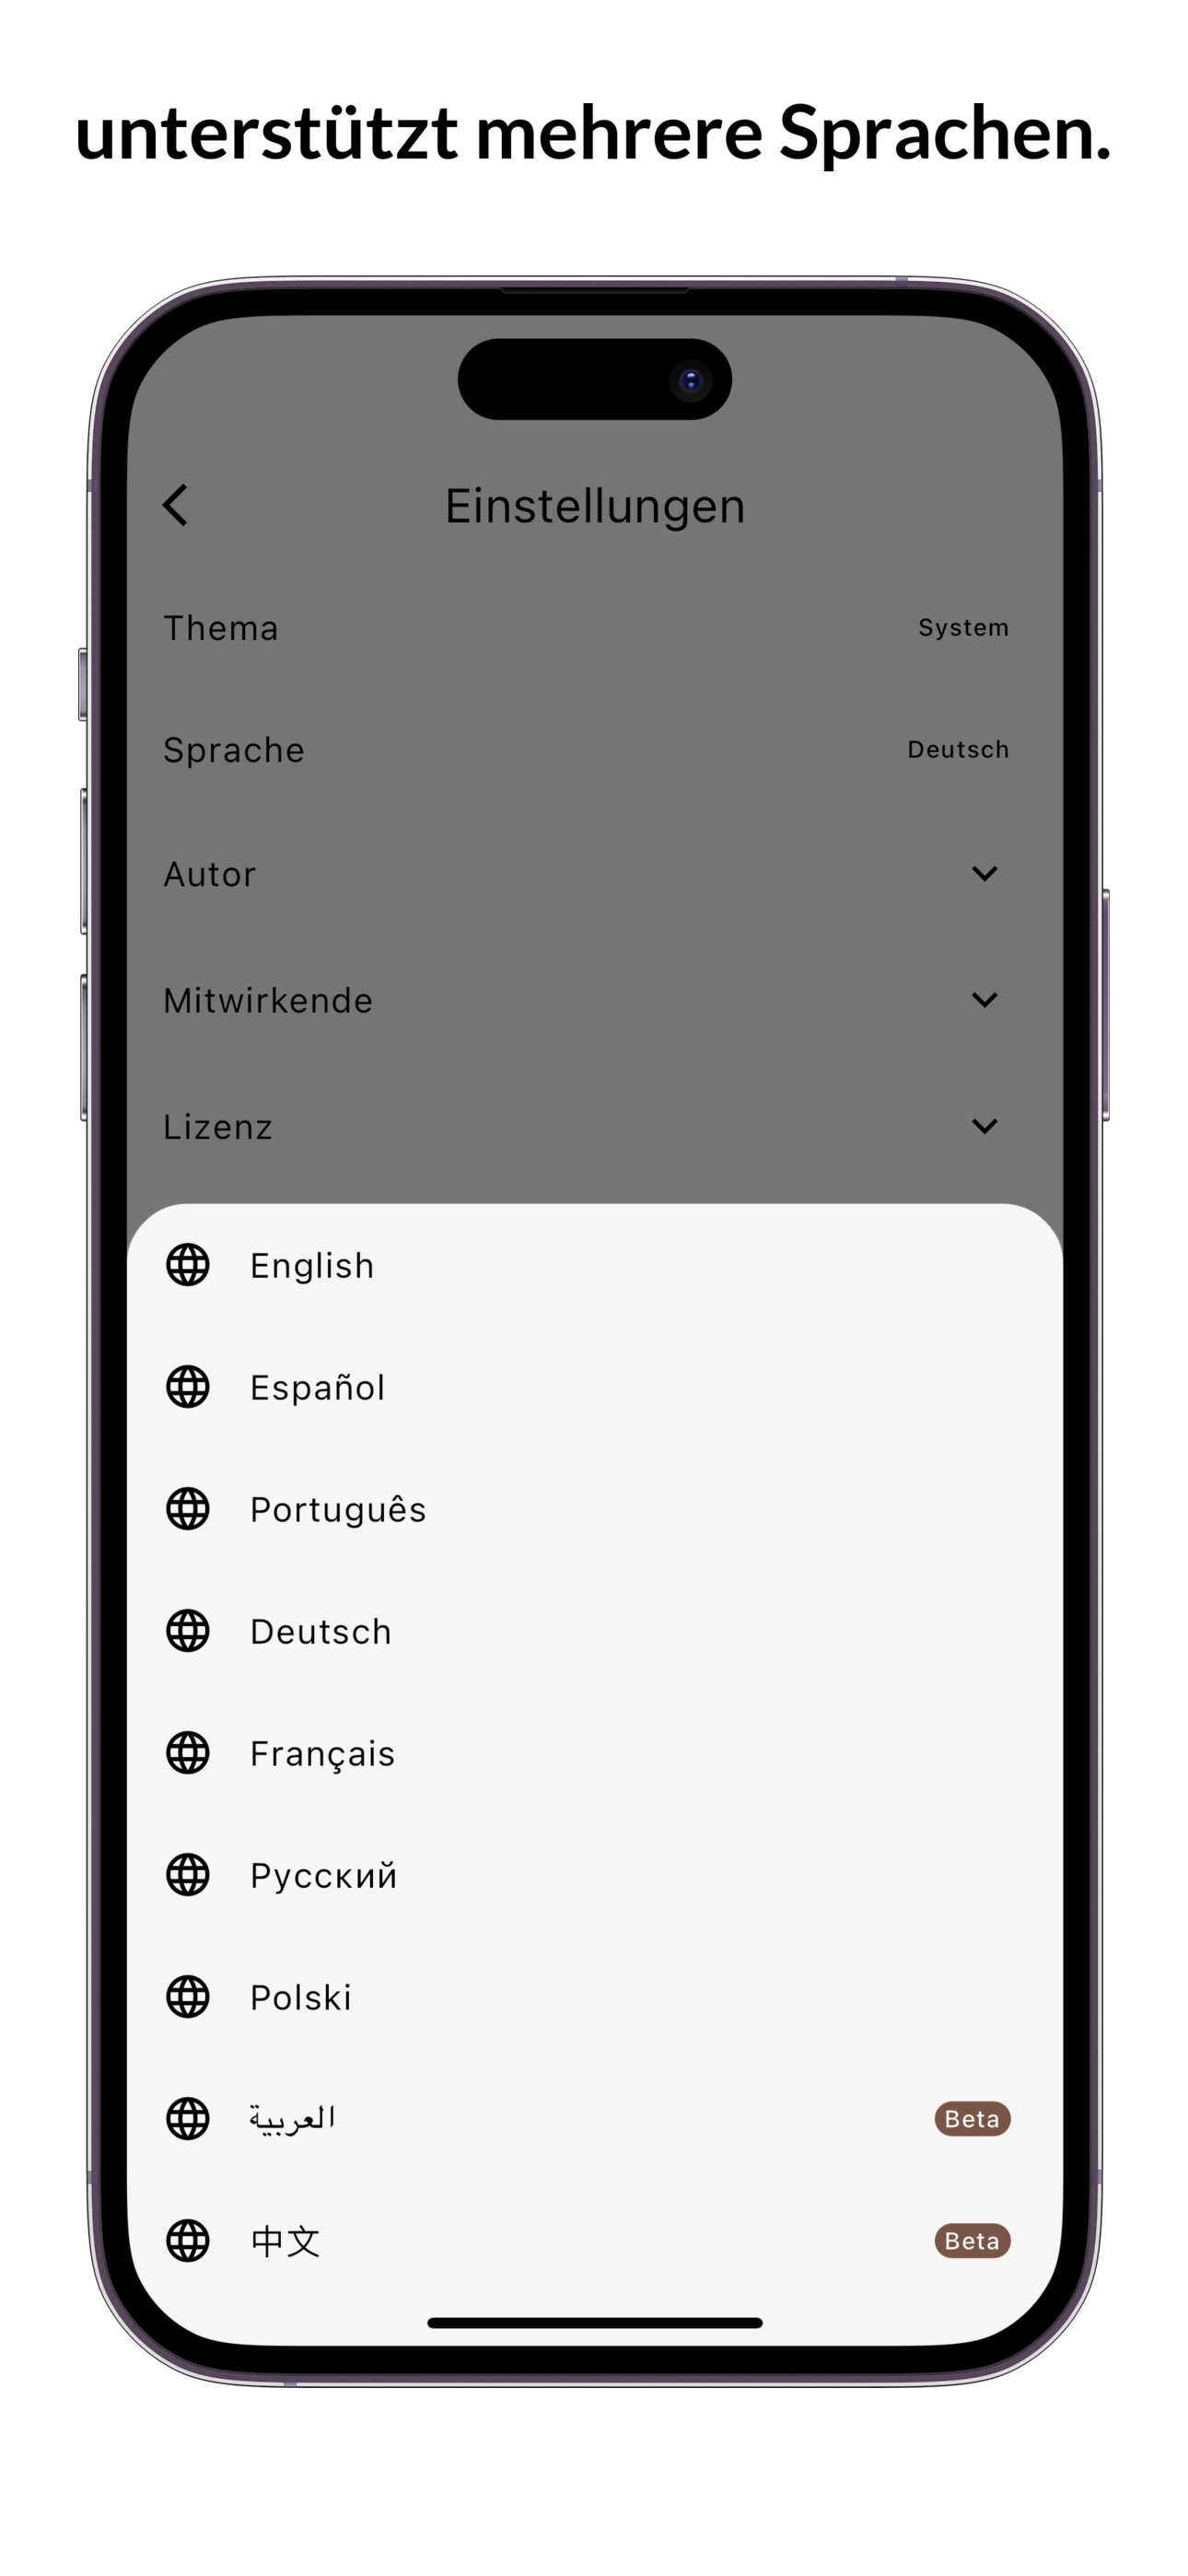 unterstützt mehrere Sprachen.
Einstellungen
Thema System
Sprache Deutsch
Autor
Mitwirkende
Lizenz
English
Español
Português
Deutsch
Français
Русский
Polski
العربية Beta
中文 Beta